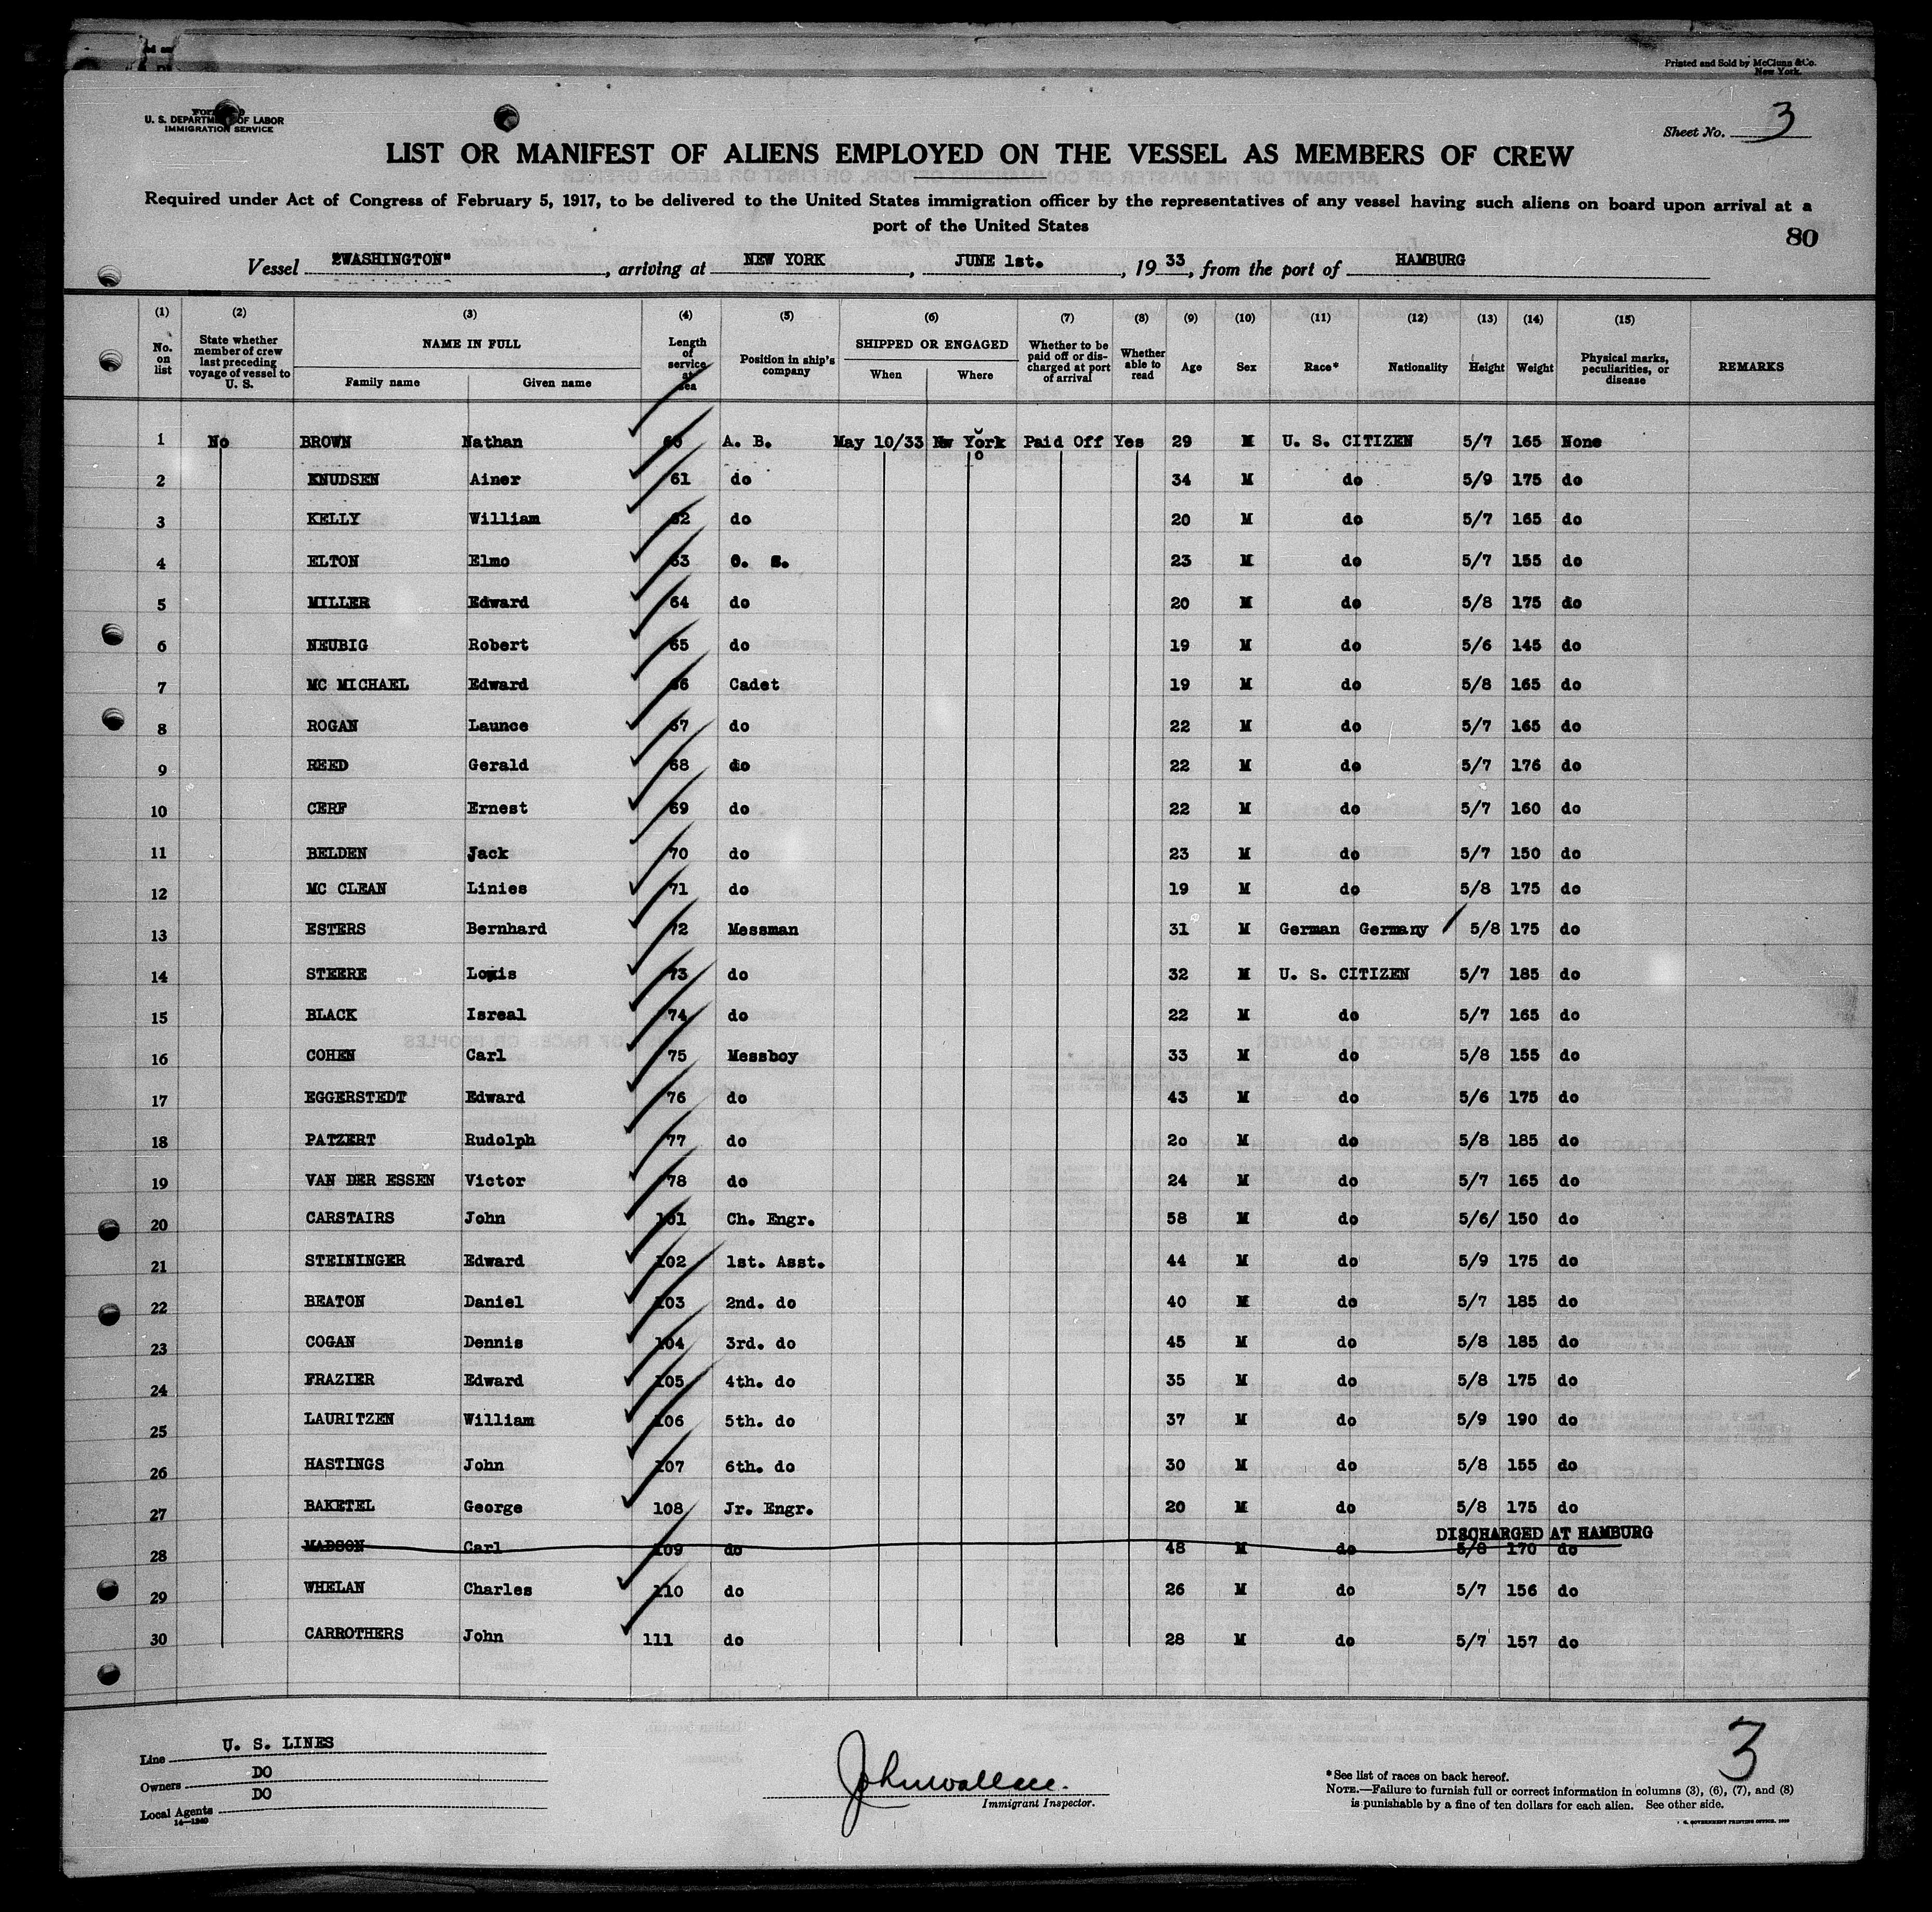 Printed and Sold by McClunn & Co.
New York.
U. S. DEPARTMENT OF LABOR
IMMIGRATION SERVICE
Sheet No. 3
LIST OR MANIFEST OF ALIENS EMPLOYED ON THE VESSEL AS MEMBERS OF CREW
Required under Act of Congress of February 5, 1917, to be delivered to the United States immigration officer by the representatives of any vessel having such aliens on board upon arrival at a
port of the United States
80
Vessel "WASHINGTON", arriving at NEW YORK, JUNE 1st., 1933, from the port of HAMBURG
(1) (2) (3) (4) (5) (6) (7) (8) (9) (10) (11) (12) (13) (14) (15)
No. on list
State whether member of crew last preceding voyage of vessel to U. S.
NAME IN FULL
Family name
Given name
Length of service at sea
Position in ship's company
SHIPPED OR ENGAGED
When
Where
Whether to be paid off or discharged at port of arrival
Whether able to read
Age
Sex
Race*
Nationality
Height
Weight
Physical marks, peculiarities, or disease
REMARKS
1 No BROWN Nathan 60 A. B. May 10/33 New York Paid Off Yes 29 M U. S. CITIZEN 5/7 165 None
2 KNUDSEN Ainer 61 do 34 M do 5/9 175 do
3 KELLY William 62 do 20 M do 5/7 165 do
4 ELTON Elmo 63 O. S. 23 M do 5/7 155 do
5 MILLER Edward 64 do 20 M do 5/8 175 do
6 NEUBIG Robert 65 do 19 M do 5/6 145 do
7 MC MICHAEL Edward 66 Cadet 19 M do 5/8 165 do
8 ROGAN Launce 67 do 22 M do 5/7 165 do
9 REED Gerald 68 do 22 M do 5/7 176 do
10 CERF Ernest 69 do 22 M do 5/7 160 do
11 BELDEN Jack 70 do 23 M do 5/7 150 do
12 MC CLEAN Linies 71 do 19 M do 5/8 175 do
13 ESTERS Bernhard 72 Messman 31 M German Germany 5/8 175 do
14 STEERE Louis 73 do 32 M U. S. CITIZEN 5/7 185 do
15 BLACK Isreal 74 do 22 M do 5/7 165 do
16 COHEN Carl 75 Messboy 33 M do 5/8 155 do
17 EGGERSTEDT Edward 76 do 43 M do 5/6 175 do
18 PATZERT Rudolph 77 do 20 M do 5/8 185 do
19 VAN DER ESSEN Victor 78 do 24 M do 5/7 165 do
20 CARSTAIRS John 101 Ch. Engr. 58 M do 5/6/ 150 do
21 STEININGER Edward 102 1st. Asst. 44 M do 5/9 175 do
22 BEATON Daniel 103 2nd. do 40 M do 5/7 185 do
23 COGAN Dennis 104 3rd. do 45 M do 5/8 185 do
24 FRAZIER Edward 105 4th. do 35 M do 5/8 175 do
25 LAURITZEN William 106 5th. do 37 M do 5/9 190 do
26 HASTINGS John 107 6th. do 30 M do 5/8 155 do
27 BAKETEL George 108 Jr. Engr. 20 M do 5/8 175 do
DISCHARGED AT HAMBURG
28 MADSON Carl 109 do 48 M do 5/8 170 do
29 WHELAN Charles 110 do 26 M do 5/7 156 do
30 CARROTHERS John 111 do 28 M do 5/7 157 do
Line U. S. LINES
Owners DO
Local Agents DO
14—1240
John Wallace.
Immigrant Inspector.
3
*See list of races on back hereof.
NOTE.—Failure to furnish full or correct information in columns (3), (6), (7), and (8)
is punishable by a fine of ten dollars for each alien. See other side.
GOVERNMENT PRINTING OFFICE